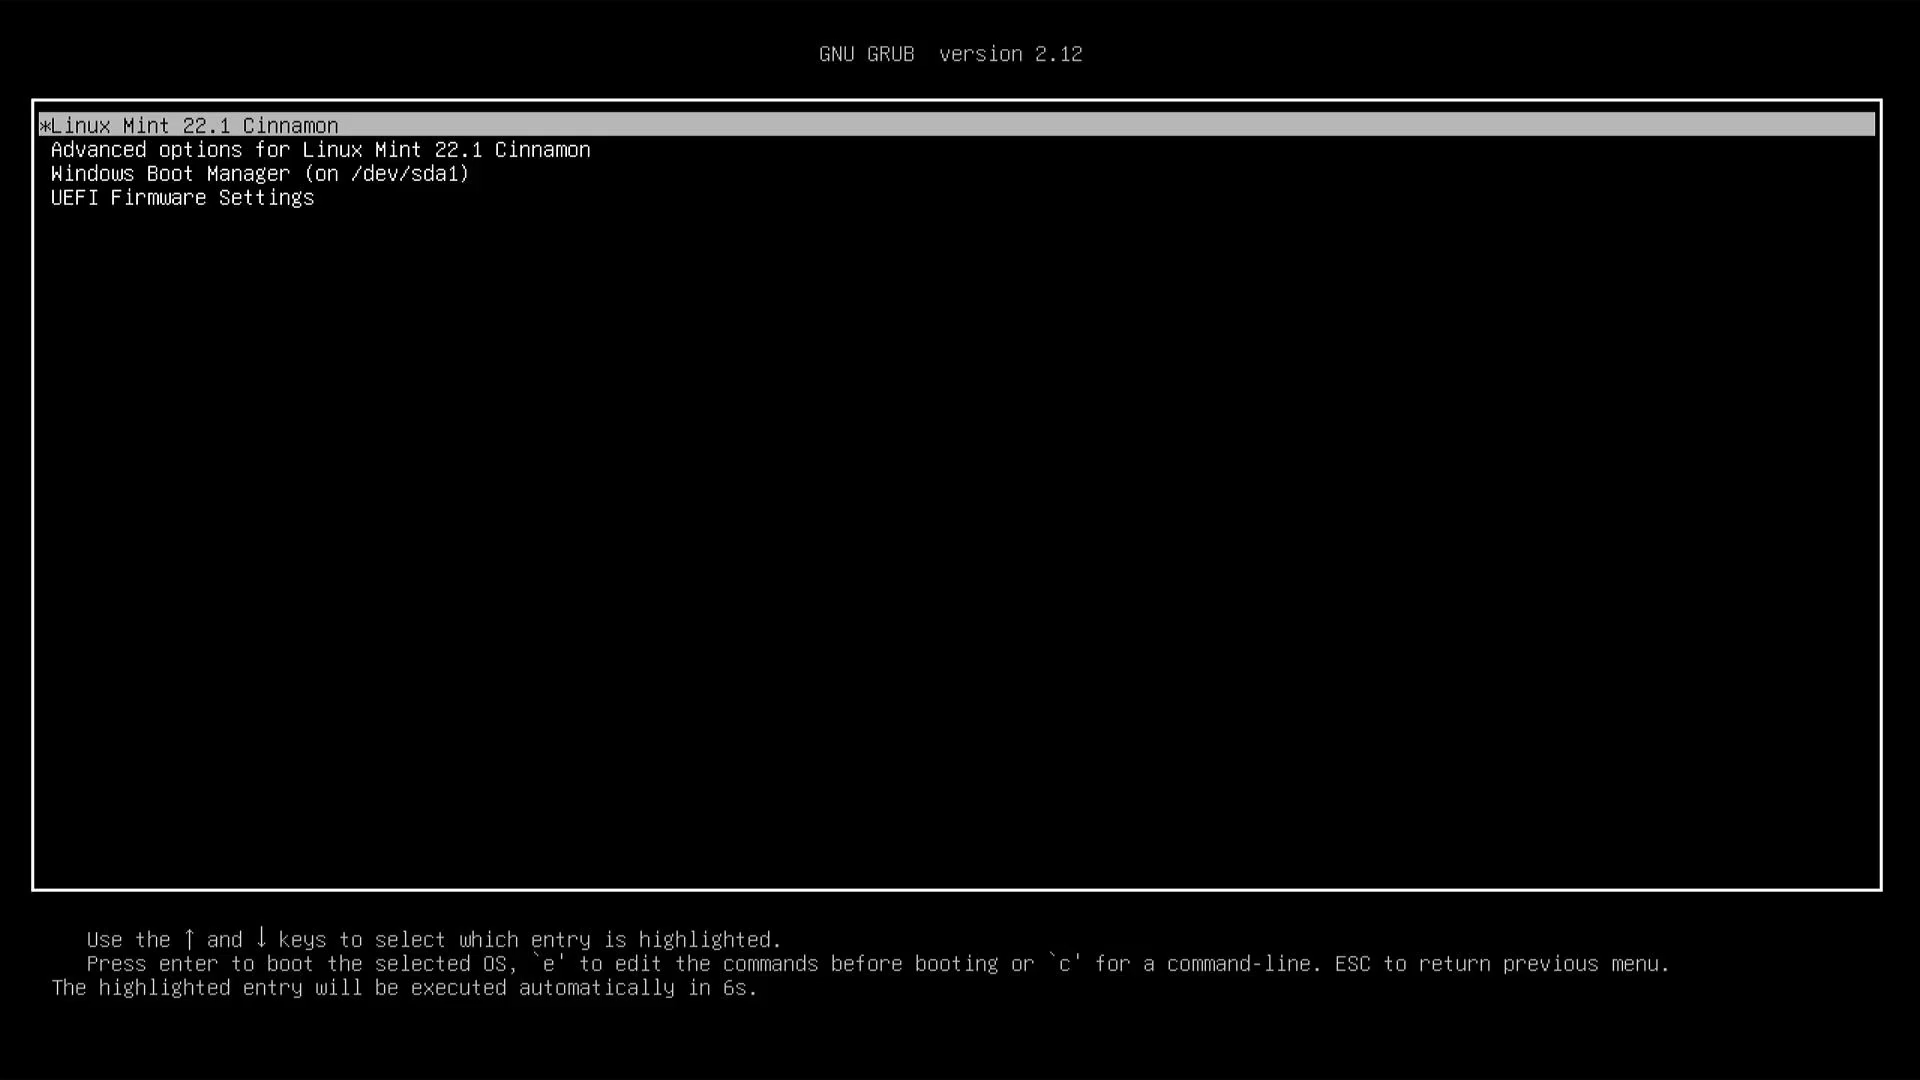 GNU GRUB  version 2.12
*Linux Mint 22.1 Cinnamon
Advanced options for Linux Mint 22.1 Cinnamon
Windows Boot Manager (on /dev/sda1)
UEFI Firmware Settings
Use the ↑ and ↓ keys to select which entry is highlighted.
Press enter to boot the selected OS, `e' to edit the commands before booting or `c' for a command-line. ESC to return previous menu.
The highlighted entry will be executed automatically in 6s.